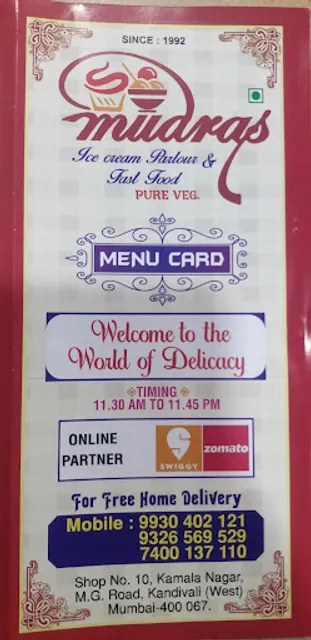 SINCE : 1992
mudras
Ice cream Parlour &
Fast Food
PURE VEG.
MENU CARD
Welcome to the
World of Delicacy
TIMING
11.30 AM TO 11.45 PM
ONLINE
PARTNER
SWIGGY
zomato
For Free Home Delivery
Mobile : 9930 402 121
9326 569 529
7400 137 110
Shop No. 10, Kamala Nagar,
M.G. Road, Kandivali (West)
Mumbai-400 067.